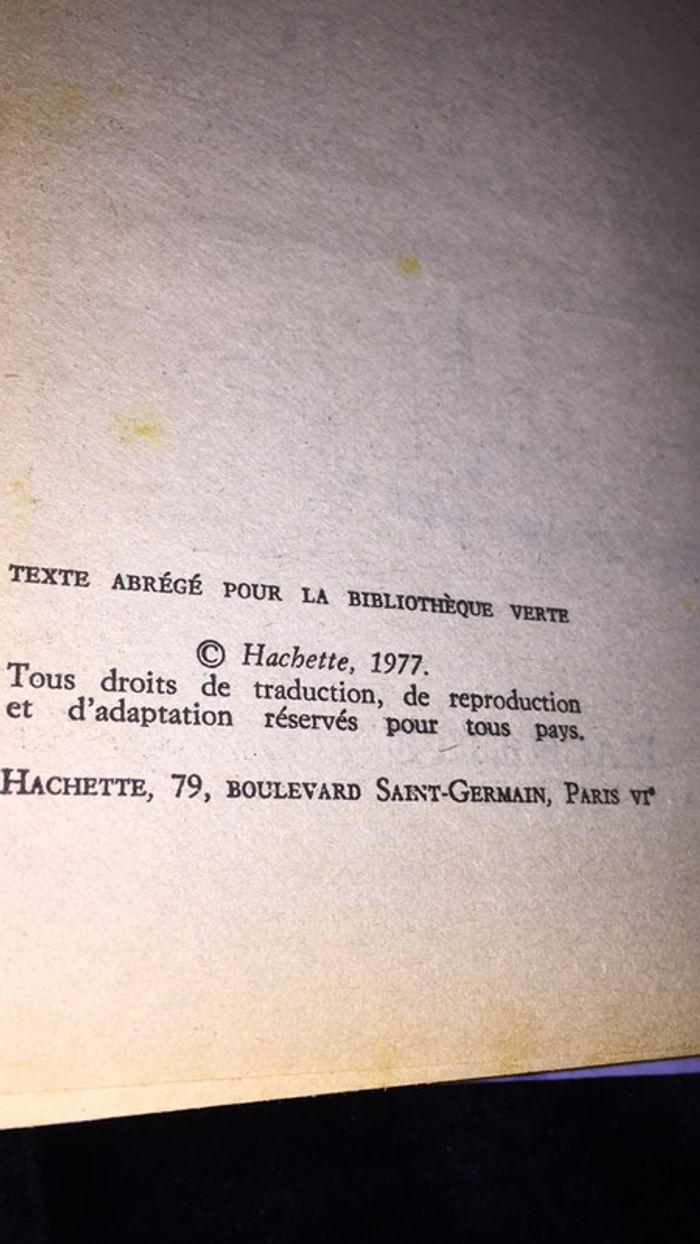 TEXTE ABRÉGÉ POUR LA BIBLIOTHÈQUE VERTE
© Hachette, 1977.
Tous droits de traduction, de reproduction
et d'adaptation réservés pour tous pays.
HACHETTE, 79, BOULEVARD SAINT-GERMAIN, PARIS VIe